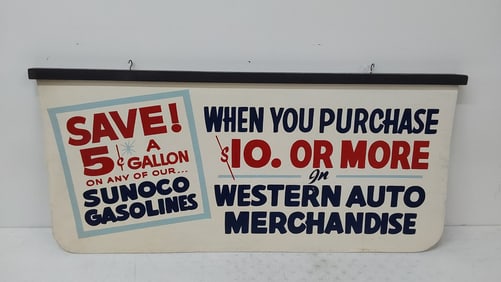 SAVE!
5¢ A GALLON
ON ANY OF OUR...
SUNOCO
GASOLINES
WHEN YOU PURCHASE
$10. OR MORE
In
WESTERN AUTO
MERCHANDISE